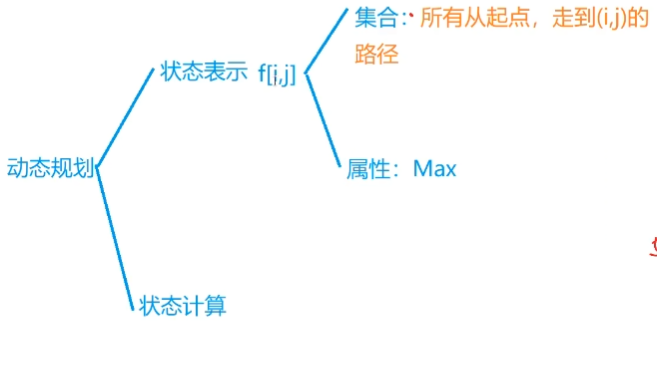 集合：所有从起点，走到(i,j)的
路径
状态表示 f[i,j]
动态规划
属性：Max
状态计算